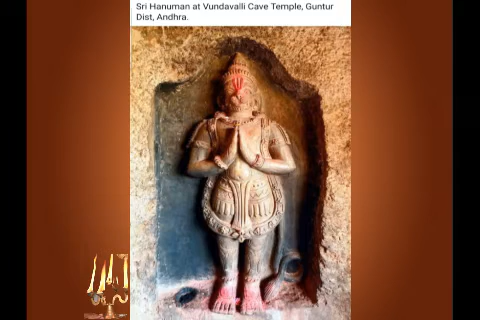 Sri Hanuman at Vundavalli Cave Temple, Guntur
Dist, Andhra.